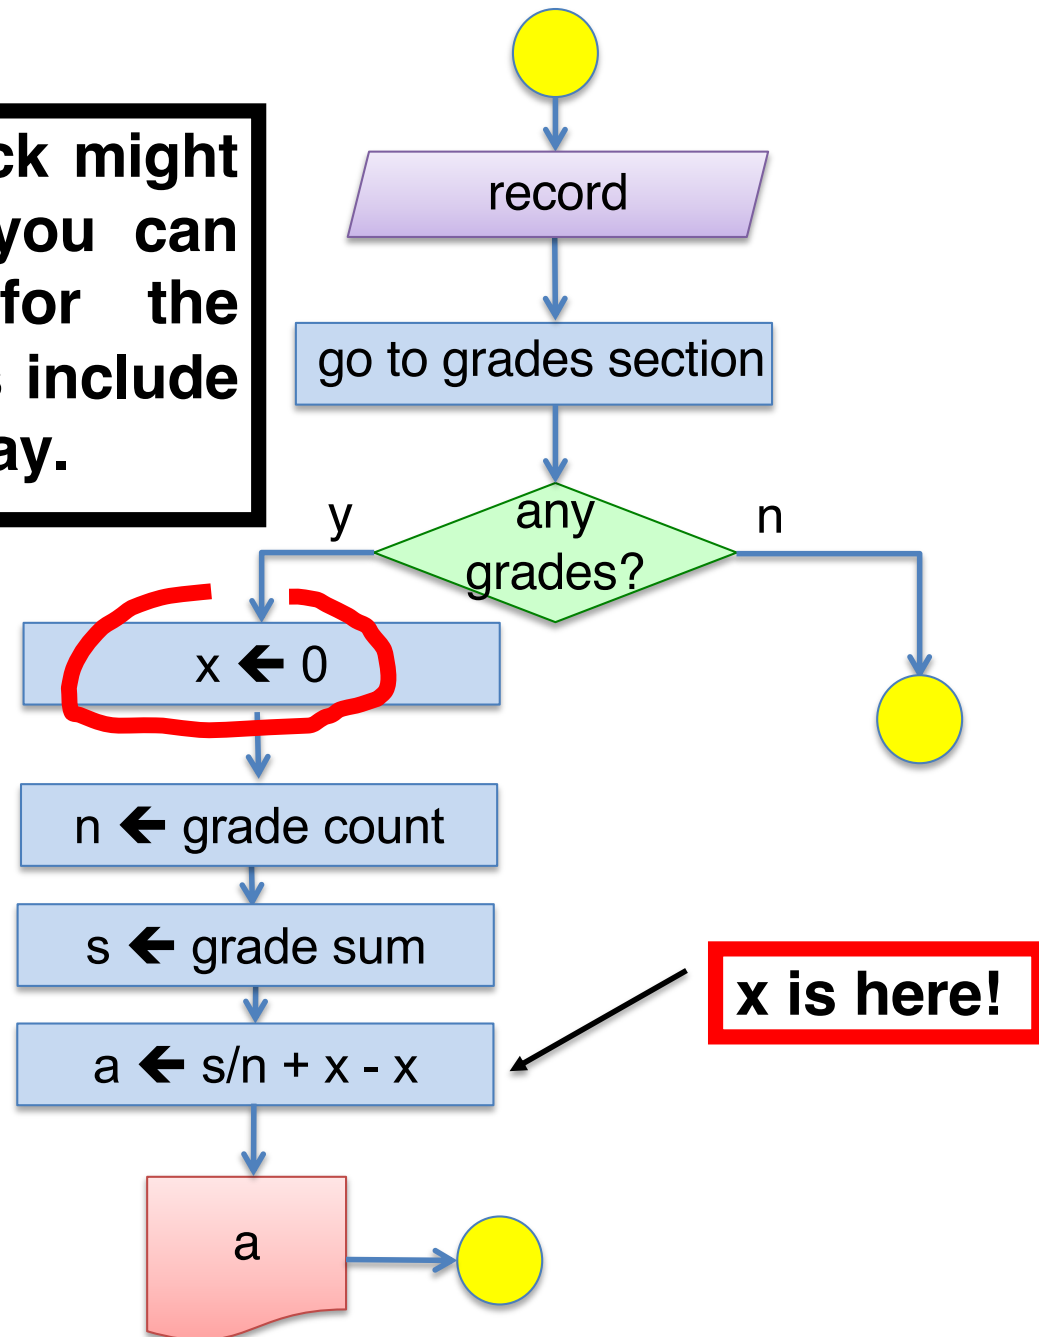 ck might
you can
for the
include
ay.
record
go to grades section
any
grades?
y
n
x 🡸 0
n 🡸 grade count
s 🡸 grade sum
a 🡸 s/n + x - x
x is here!
a